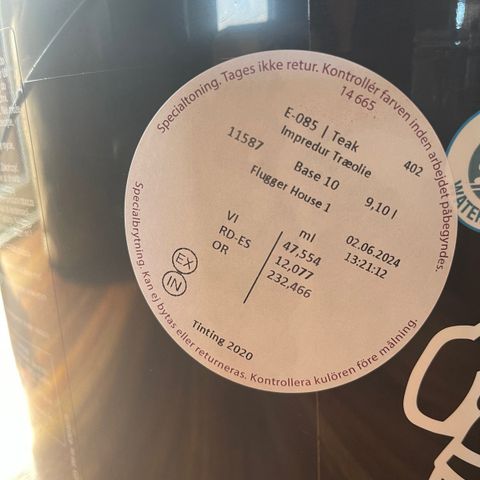 Specialtoning. Tages ikke retur. Kontrollér farven inden arbejdet påbegyndes.
14 665
E-085 | Teak
Impredur Træolie
11587
402
Base 10
9,10 l
Flugger House 1
ml
02.06.2024
13:21:12
VI 47,554
RD-ES 12,077
OR 232,466
EX
IN
Tinting 2020
Specialbrytning. Kan ej bytas eller returneras. Kontrollera kulören före målning.
WATER